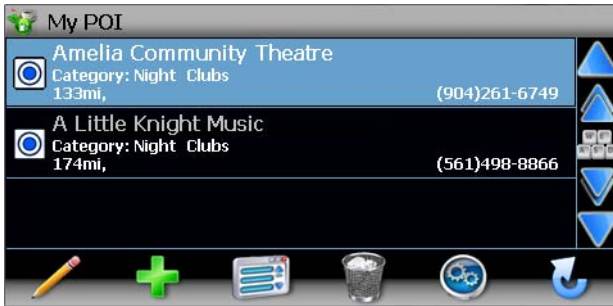 My POI
Amelia Community Theatre
Category: Night Clubs
133mi,
(904)261-6749
A Little Knight Music
Category: Night Clubs
174mi,
(561)498-8866